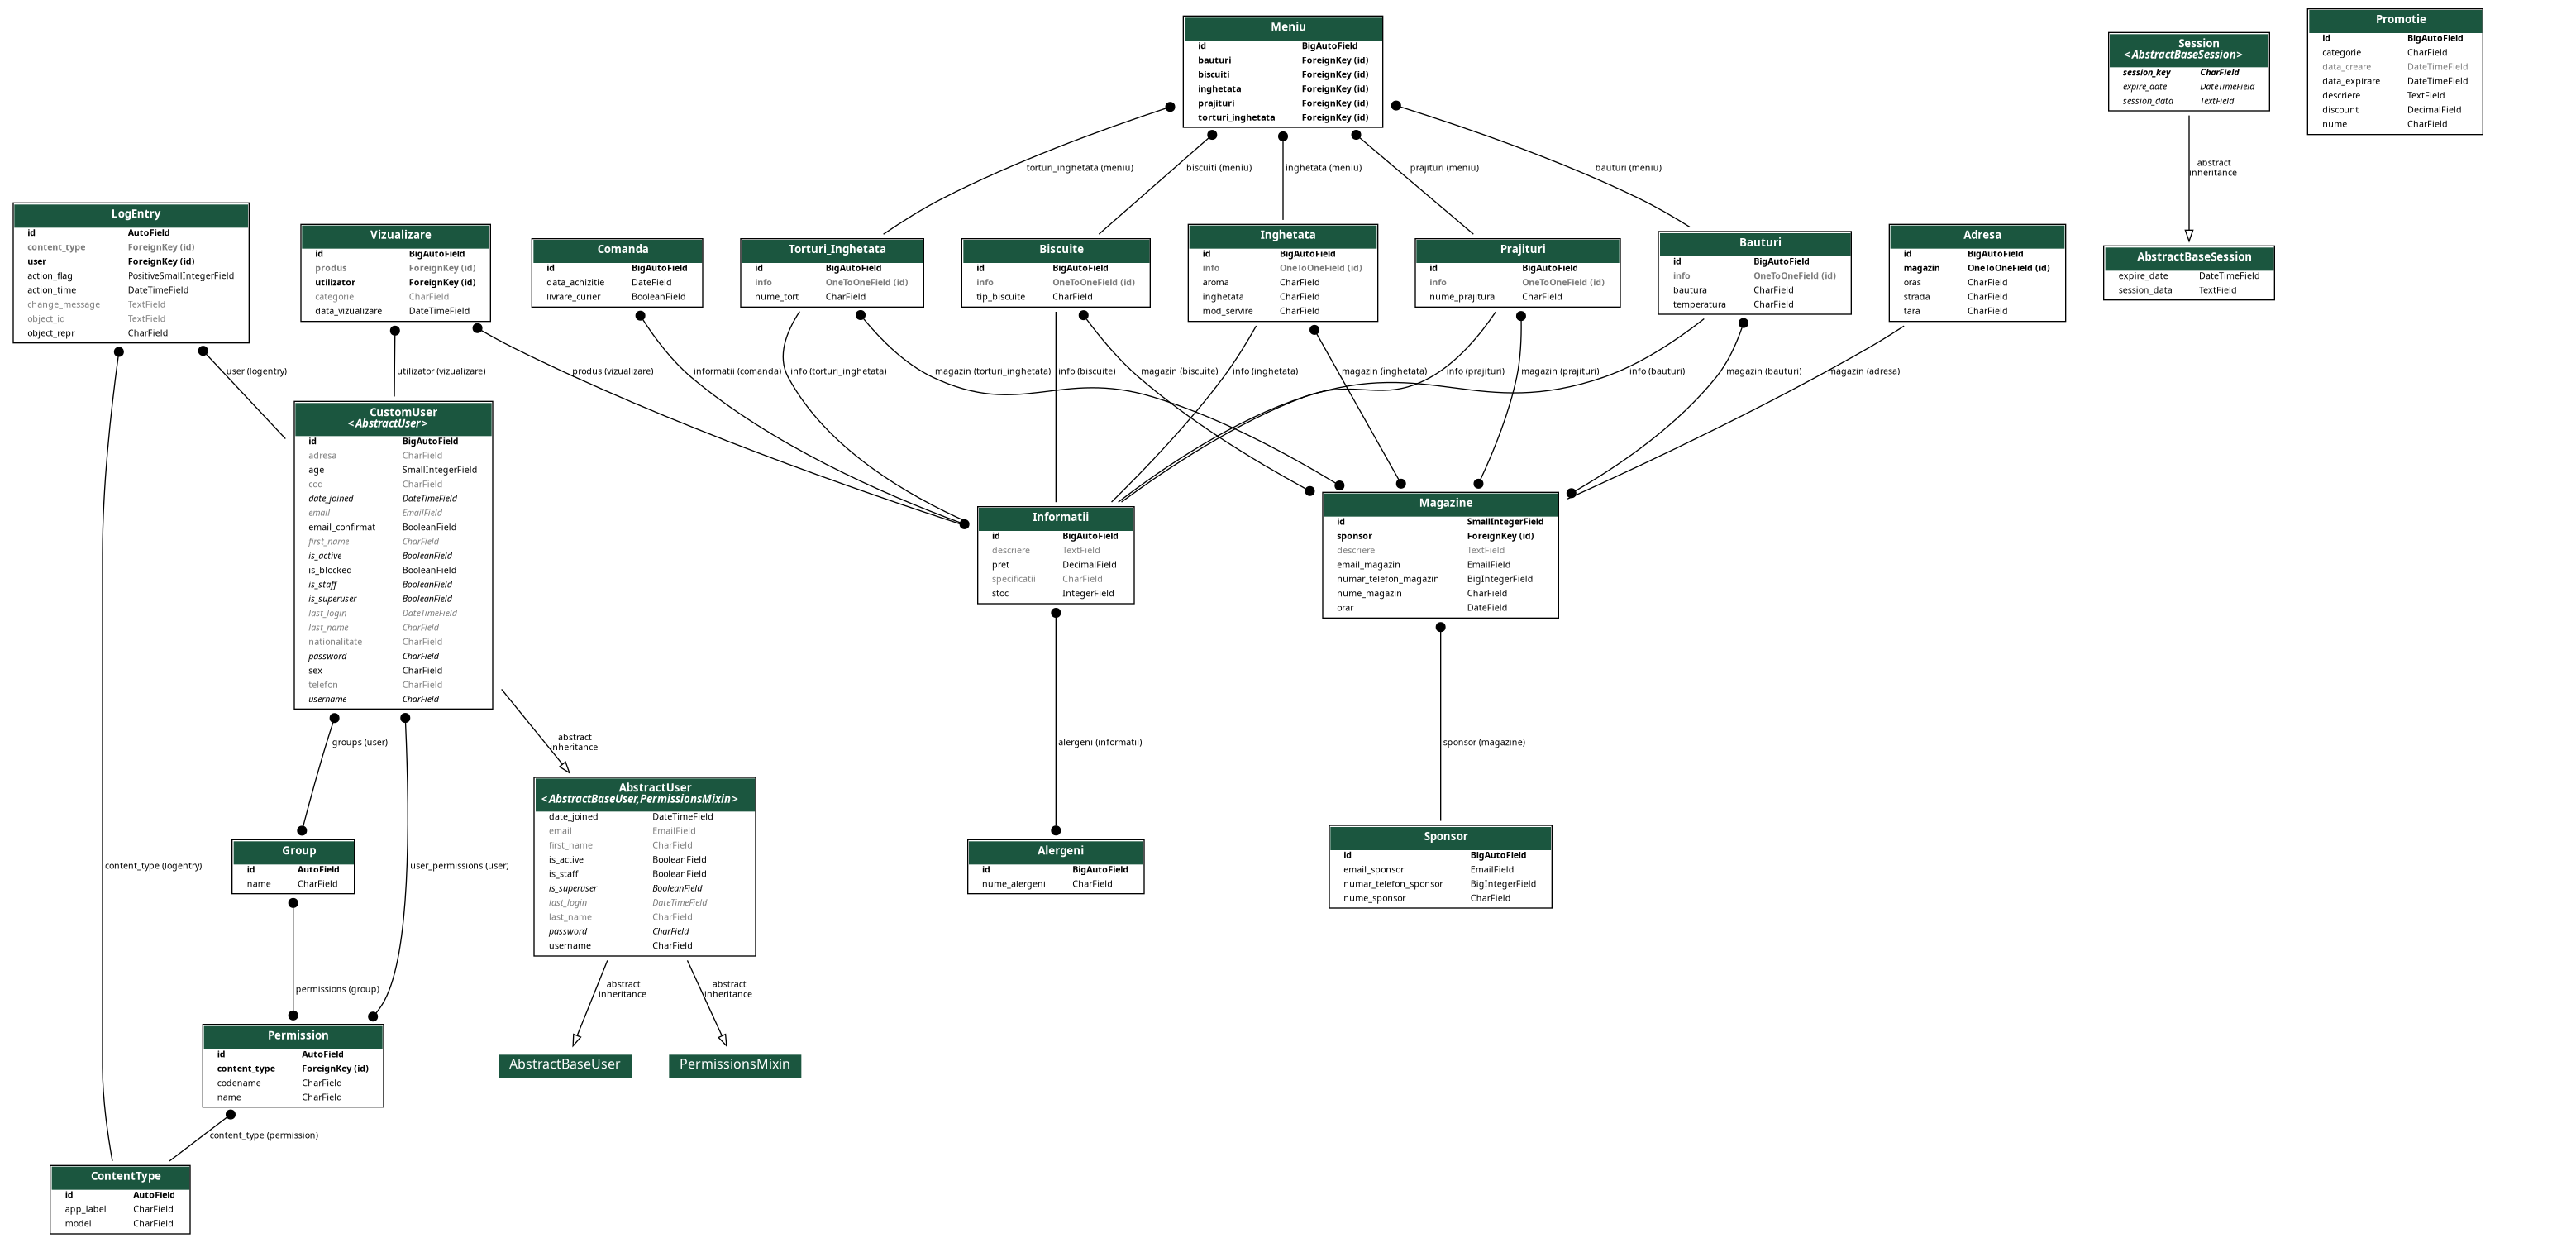 Meniu
id BigAutoField
bauturi ForeignKey (id)
biscuiti ForeignKey (id)
inghetata ForeignKey (id)
prajituri ForeignKey (id)
torturi_inghetata ForeignKey (id)
Session
<AbstractBaseSession>
session_key CharField
expire_date DateTimeField
session_data TextField
Promotie
id BigAutoField
categorie CharField
data_creare DateTimeField
data_expirare DateTimeField
descriere TextField
discount DecimalField
nume CharField
torturi_inghetata (meniu)
biscuiti (meniu)
inghetata (meniu)
prajituri (meniu)
bauturi (meniu)
abstract
inheritance
LogEntry
id AutoField
content_type ForeignKey (id)
user ForeignKey (id)
action_flag PositiveSmallIntegerField
action_time DateTimeField
change_message TextField
object_id TextField
object_repr CharField
Vizualizare
id BigAutoField
produs ForeignKey (id)
utilizator ForeignKey (id)
categorie CharField
data_vizualizare DateTimeField
Comanda
id BigAutoField
data_achizitie DateField
livrare_curier BooleanField
Torturi_Inghetata
id BigAutoField
info OneToOneField (id)
nume_tort CharField
Biscuite
id BigAutoField
info OneToOneField (id)
tip_biscuite CharField
Inghetata
id BigAutoField
info OneToOneField (id)
aroma CharField
inghetata CharField
mod_servire CharField
Prajituri
id BigAutoField
info OneToOneField (id)
nume_prajitura CharField
Bauturi
id BigAutoField
info OneToOneField (id)
bautura CharField
temperatura CharField
Adresa
id BigAutoField
magazin OneToOneField (id)
oras CharField
strada CharField
tara CharField
AbstractBaseSession
expire_date DateTimeField
session_data TextField
user (logentry)
utilizator (vizualizare)
produs (vizualizare)
informatii (comanda)
info (torturi_inghetata)
magazin (torturi_inghetata)
info (biscuite)
magazin (biscuite)
info (inghetata)
magazin (inghetata)
info (prajituri)
magazin (prajituri)
info (bauturi)
magazin (bauturi)
magazin (adresa)
CustomUser
<AbstractUser>
id BigAutoField
adresa CharField
age SmallIntegerField
cod CharField
date_joined DateTimeField
email EmailField
email_confirmat BooleanField
first_name CharField
is_active BooleanField
is_blocked BooleanField
is_staff BooleanField
is_superuser BooleanField
last_login DateTimeField
last_name CharField
nationalitate CharField
password CharField
sex CharField
telefon CharField
username CharField
Informatii
id BigAutoField
descriere TextField
pret DecimalField
specificatii CharField
stoc IntegerField
Magazine
id SmallIntegerField
sponsor ForeignKey (id)
descriere TextField
email_magazin EmailField
numar_telefon_magazin BigIntegerField
nume_magazin CharField
orar DateField
groups (user)
abstract
inheritance
alergeni (informatii)
sponsor (magazine)
AbstractUser
<AbstractBaseUser,PermissionsMixin>
date_joined DateTimeField
email EmailField
first_name CharField
is_active BooleanField
is_staff BooleanField
is_superuser BooleanField
last_login DateTimeField
last_name CharField
password CharField
username CharField
content_type (logentry)
Group
id AutoField
name CharField
user_permissions (user)
Alergeni
id BigAutoField
nume_alergeni CharField
Sponsor
id BigAutoField
email_sponsor EmailField
numar_telefon_sponsor BigIntegerField
nume_sponsor CharField
permissions (group)
abstract
inheritance
abstract
inheritance
Permission
id AutoField
content_type ForeignKey (id)
codename CharField
name CharField
AbstractBaseUser
PermissionsMixin
content_type (permission)
ContentType
id AutoField
app_label CharField
model CharField